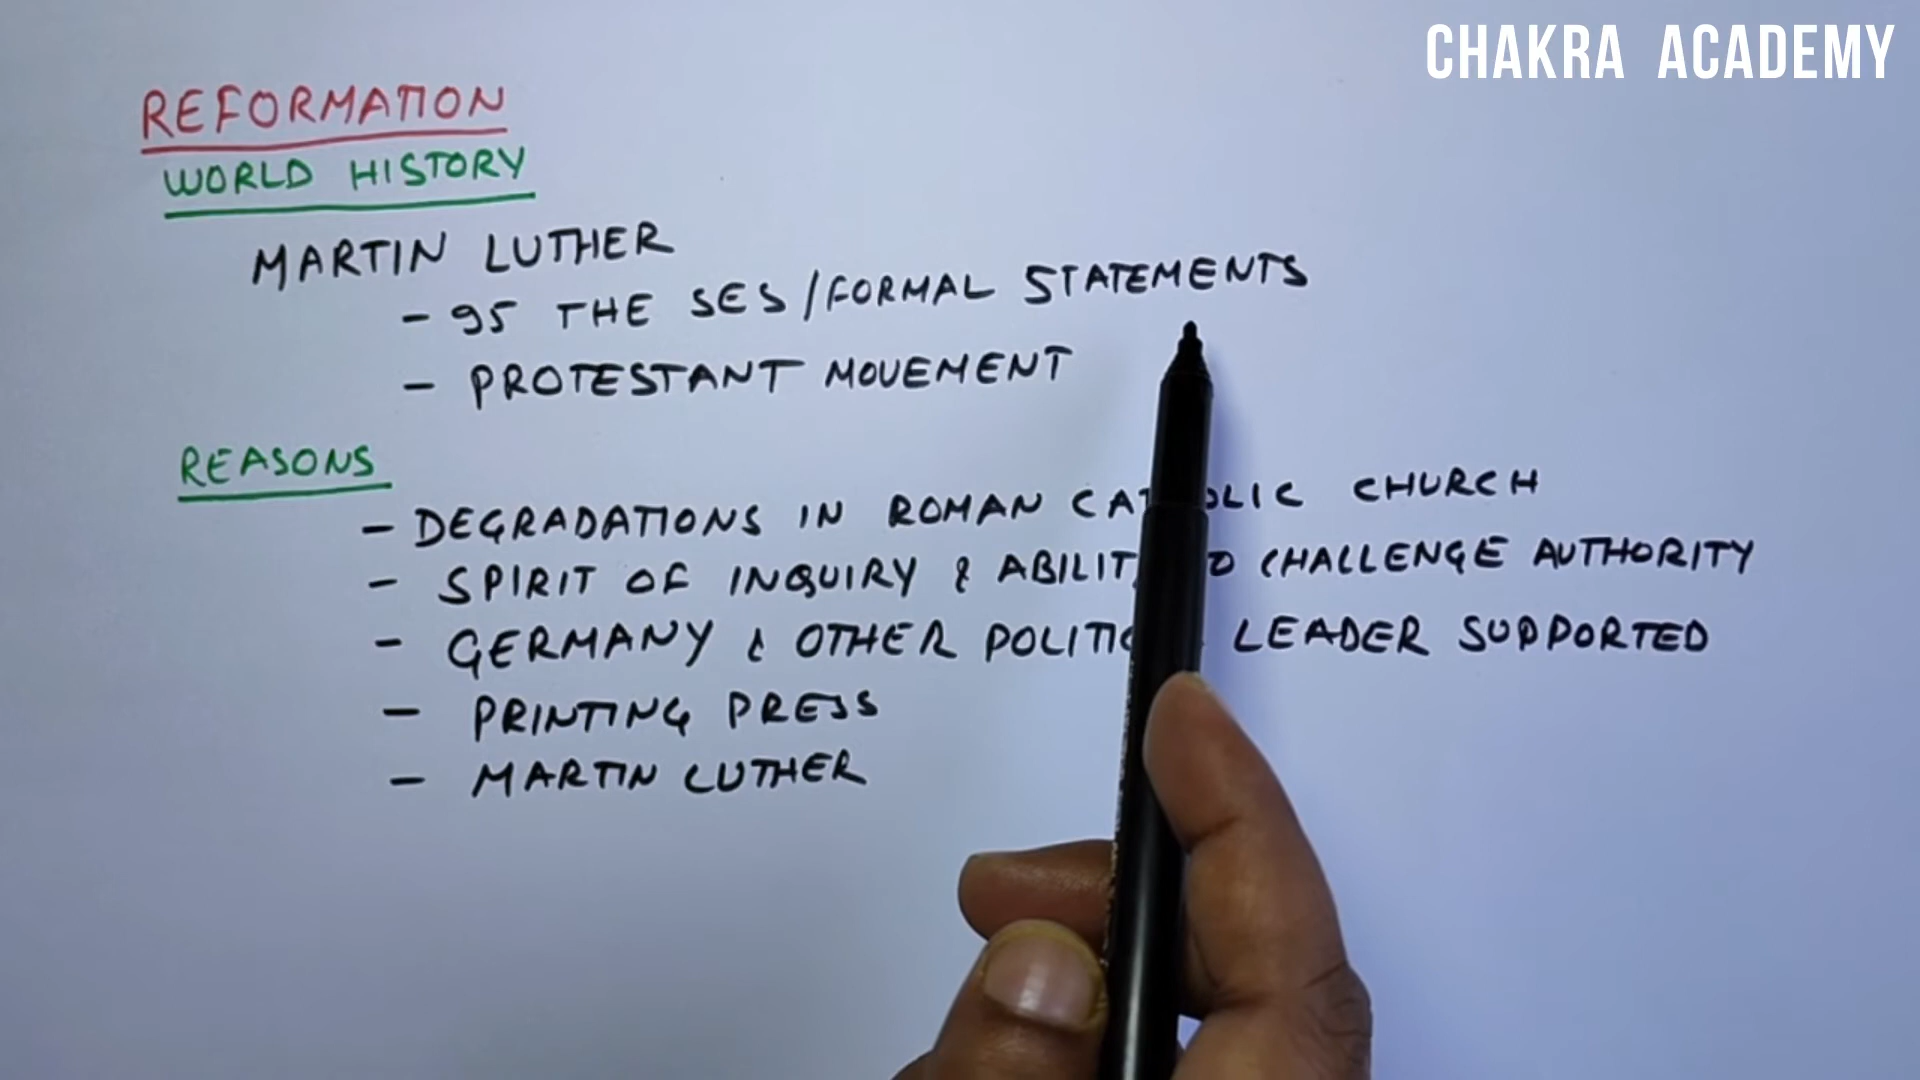 CHAKRA ACADEMY
REFORMATION
WORLD HISTORY
MARTIN LUTHER
- 95 THE SES/FORMAL STATEMENTS
- PROTESTANT MOVEMENT
REASONS
- DEGRADATIONS IN ROMAN CHURCH
- SPIRIT OF INQUIRY & CHALLENGE AUTHORITY
- GERMANY & OTHER LEADER SUPPORTED
- PRINTING PRESS
- MARTIN LUTHER